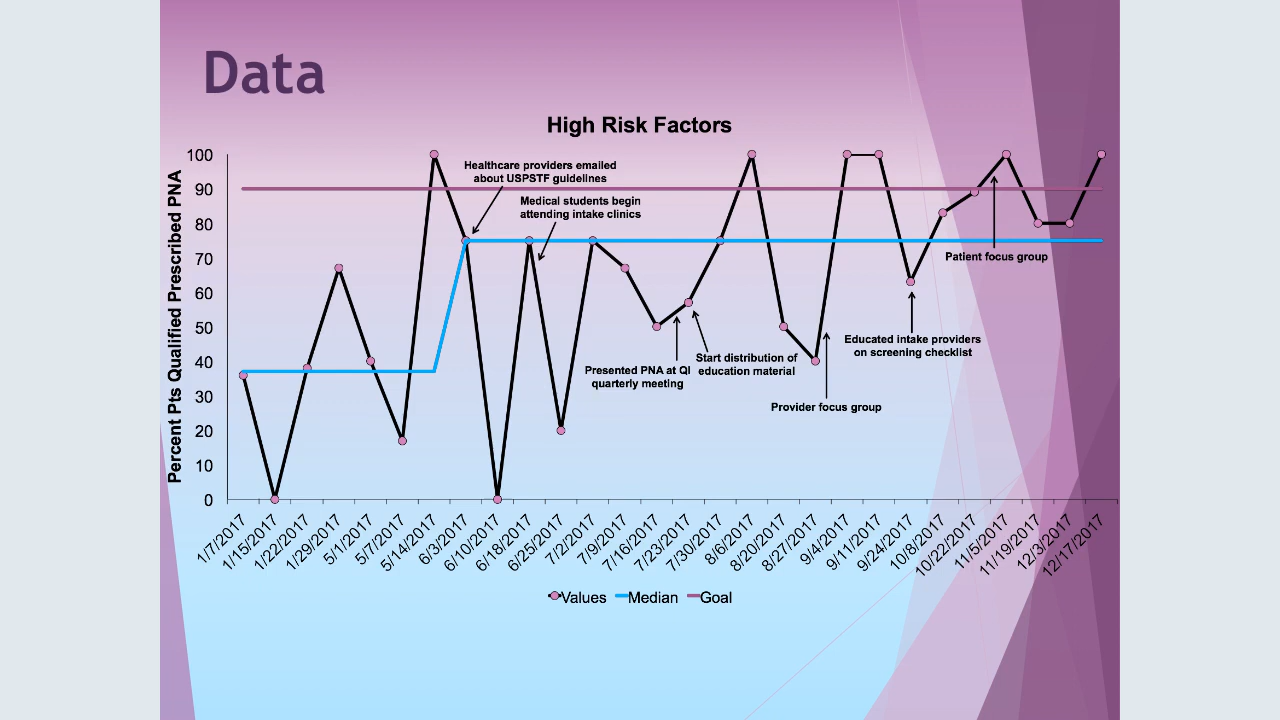 Data
High Risk Factors
Percent Pts Qualified Prescribed PNA
100
90
80
70
60
50
40
30
20
10
0
Healthcare providers emailed
about USPSTF guidelines
Medical students begin
attending intake clinics
Presented PNA at QI
quarterly meeting
Start distribution of
education material
Provider focus group
Educated intake providers
on screening checklist
Patient focus group
1/7/2017
1/15/2017
1/22/2017
1/29/2017
5/1/2017
5/7/2017
5/14/2017
6/3/2017
6/10/2017
6/18/2017
6/25/2017
7/2/2017
7/9/2017
7/16/2017
7/23/2017
7/30/2017
8/6/2017
8/20/2017
8/27/2017
9/4/2017
9/11/2017
9/24/2017
10/8/2017
10/22/2017
11/5/2017
11/19/2017
12/3/2017
12/17/2017
Values Median Goal